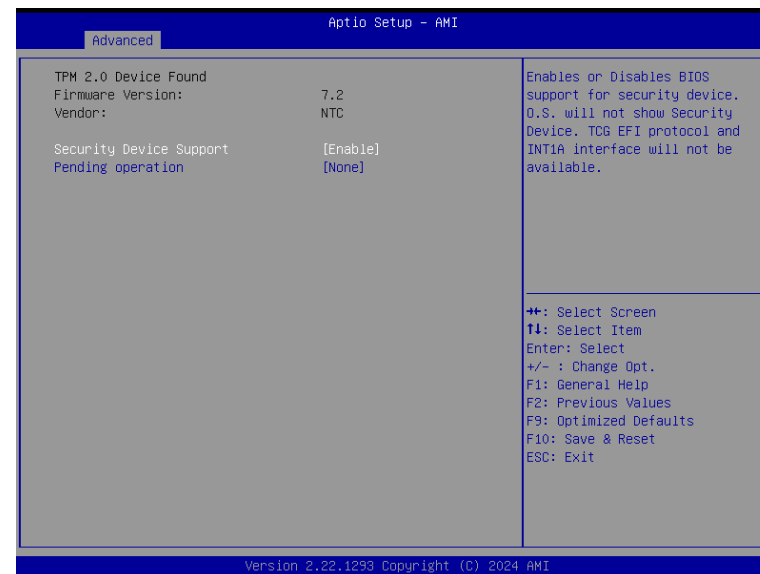 Aptio Setup - AMI
Advanced
TPM 2.0 Device Found
Firmware Version: 7.2
Vendor: NTC
Security Device Support [Enable]
Pending operation [None]
Enables or Disables BIOS
support for security device.
O.S. will not show Security
Device. TCG EFI protocol and
INT1A interface will not be
available.
→←: Select Screen
↑↓: Select Item
Enter: Select
+/- : Change Opt.
F1: General Help
F2: Previous Values
F9: Optimized Defaults
F10: Save & Reset
ESC: Exit
Version 2.22.1293 Copyright (C) 2024 AMI